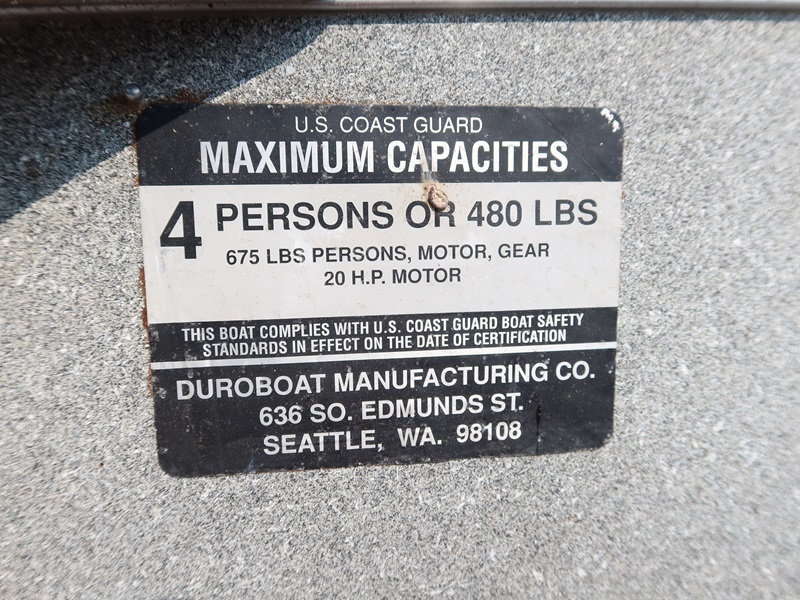 U.S. COAST GUARD
MAXIMUM CAPACITIES
4 PERSONS OR 480 LBS
675 LBS PERSONS, MOTOR, GEAR
20 H.P. MOTOR
THIS BOAT COMPLIES WITH U.S. COAST GUARD BOAT SAFETY
STANDARDS IN EFFECT ON THE DATE OF CERTIFICATION
DUROBOAT MANUFACTURING CO.
636 SO. EDMUNDS ST.
SEATTLE, WA. 98108